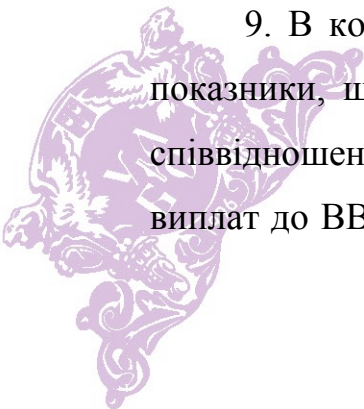 9. В ко
показники, щ
співвідношен
виплат до ВВ